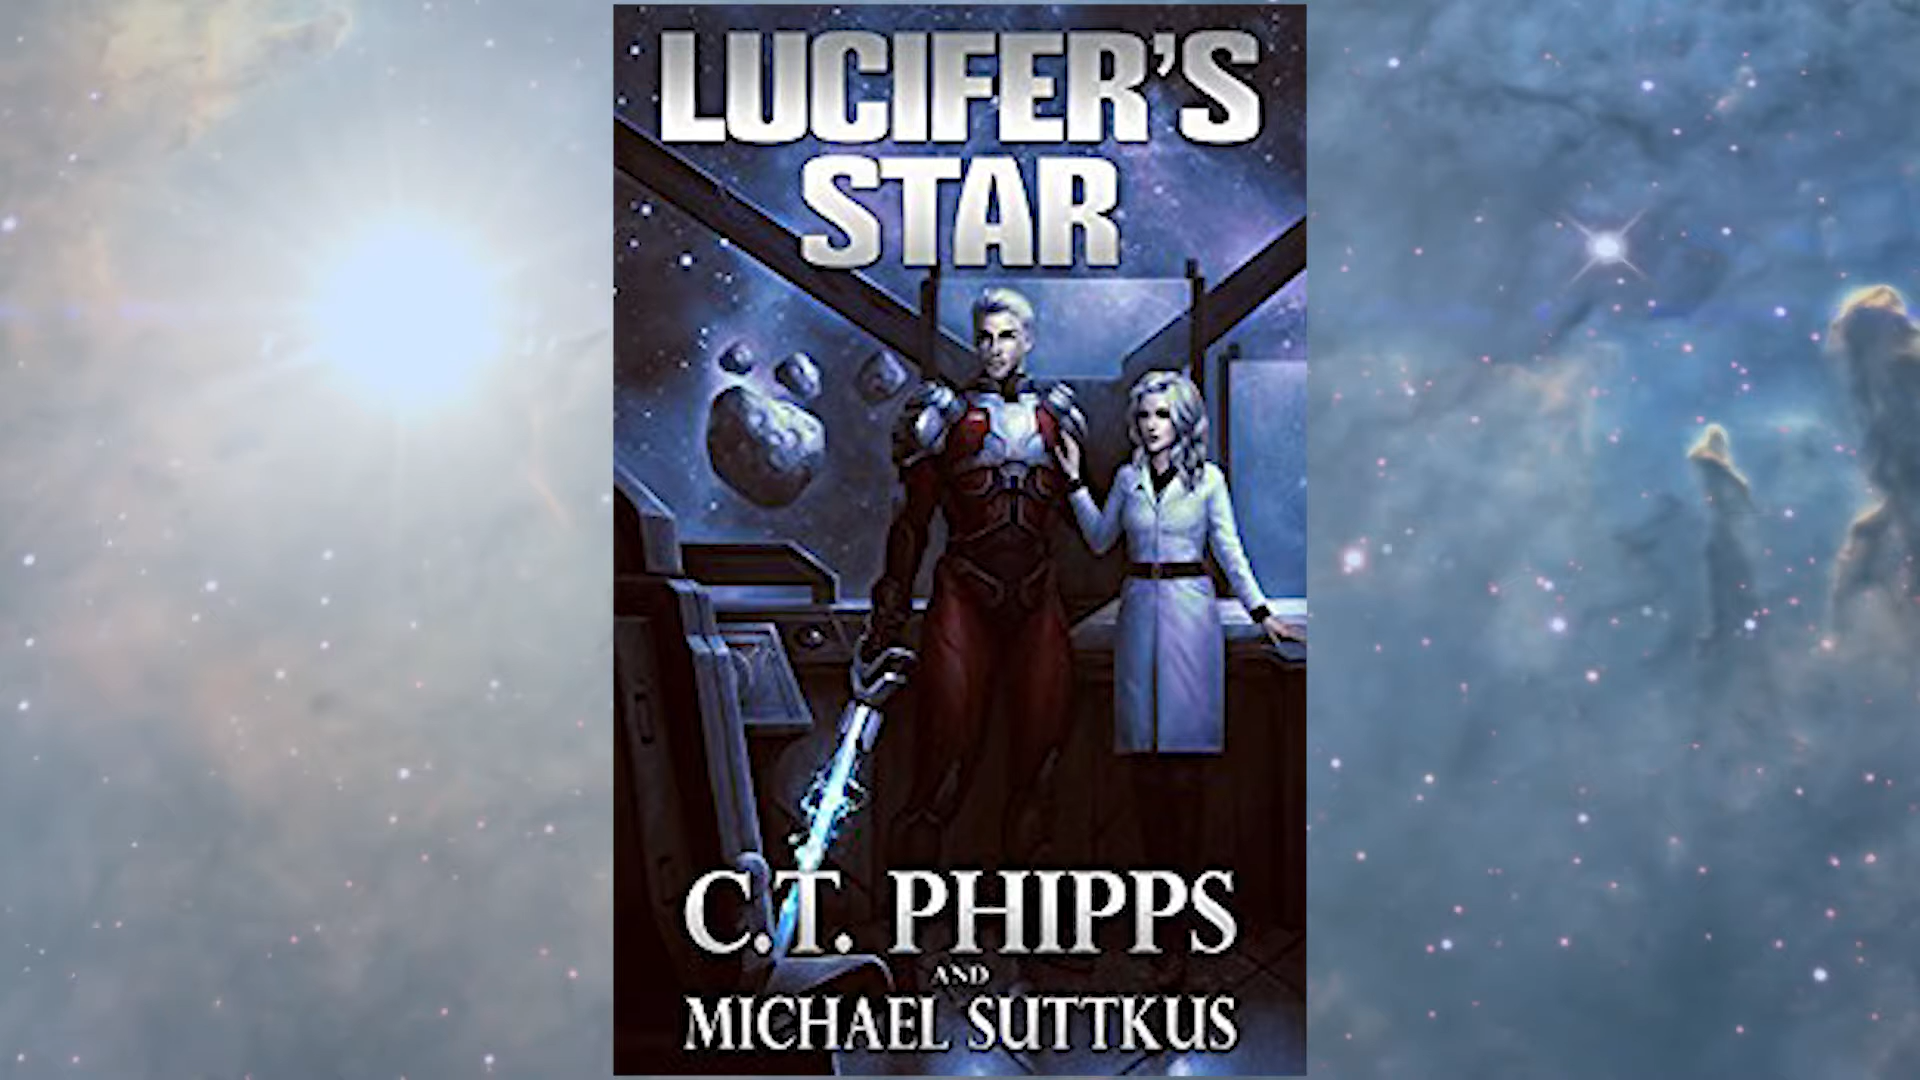 LUCIFER'S
STAR
C.T. PHIPPS
AND
MICHAEL SUTTKUS